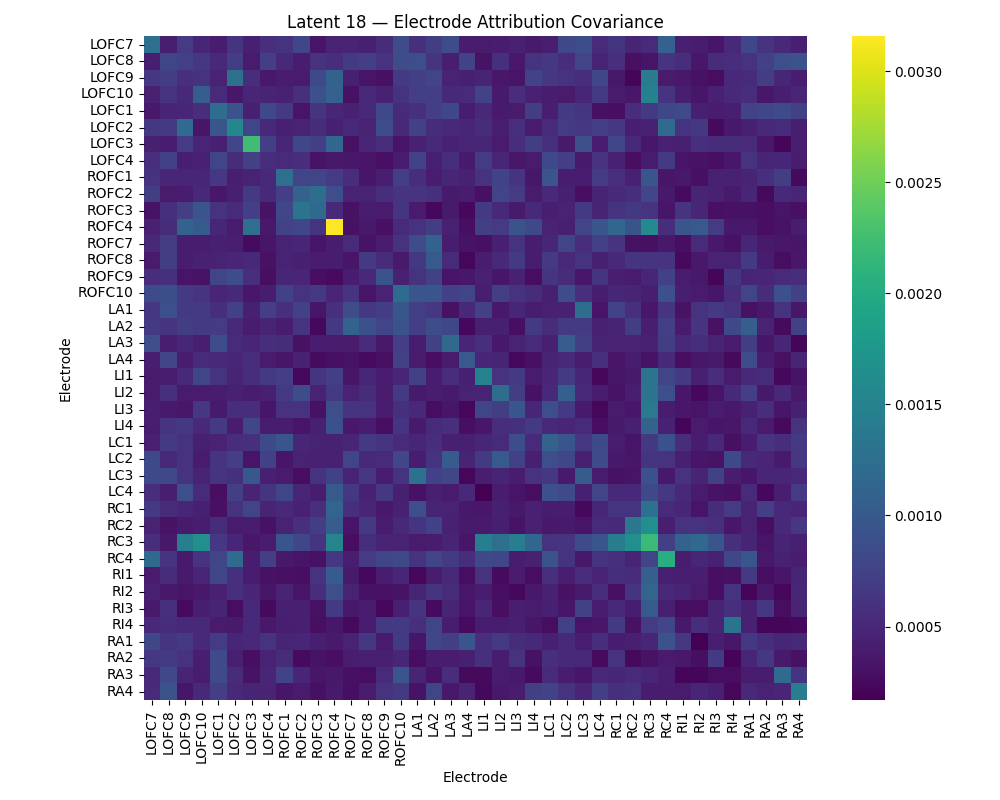 Latent 18 — Electrode Attribution Covariance
Electrode
LOFC7
LOFC8
LOFC9
LOFC10
LOFC1
LOFC2
LOFC3
LOFC4
ROFC1
ROFC2
ROFC3
ROFC4
ROFC7
ROFC8
ROFC9
ROFC10
LA1
LA2
LA3
LA4
LI1
LI2
LI3
LI4
LC1
LC2
LC3
LC4
RC1
RC2
RC3
RC4
RI1
RI2
RI3
RI4
RA1
RA2
RA3
RA4
LOFC7 LOFC8 LOFC9 LOFC10 LOFC1 LOFC2 LOFC3 LOFC4 ROFC1 ROFC2 ROFC3 ROFC4 ROFC7 ROFC8 ROFC9 ROFC10 LA1 LA2 LA3 LA4 LI1 LI2 LI3 LI4 LC1 LC2 LC3 LC4 RC1 RC2 RC3 RC4 RI1 RI2 RI3 RI4 RA1 RA2 RA3 RA4
Electrode
0.0030
0.0025
0.0020
0.0015
0.0010
0.0005